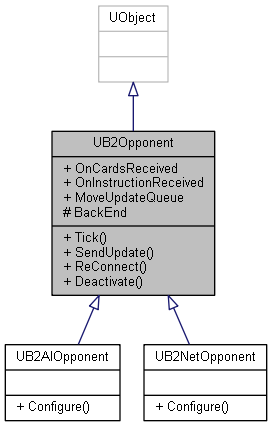 UObject
UB2Opponent
+ OnCardsReceived
+ OnInstructionReceived
+ MoveUpdateQueue
# BackEnd
+ Tick()
+ SendUpdate()
+ ReConnect()
+ Deactivate()
UB2AIOpponent
+ Configure()
UB2NetOpponent
+ Configure()